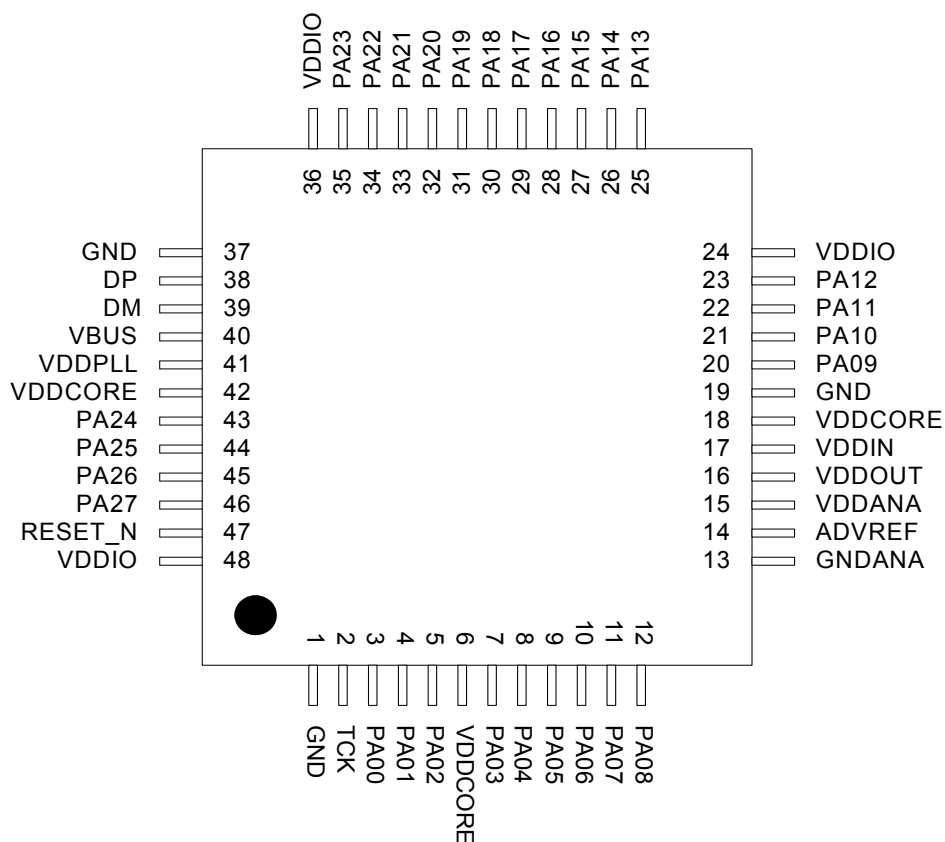 VDDIO
PA23
PA22
PA21
PA20
PA19
PA18
PA17
PA16
PA15
PA14
PA13
36
35
34
33
32
31
30
29
28
27
26
25
GND 37
DP 38
DM 39
VBUS 40
VDDPLL 41
VDDCORE 42
PA24 43
PA25 44
PA26 45
PA27 46
RESET_N 47
VDDIO 48
24 VDDIO
23 PA12
22 PA11
21 PA10
20 PA09
19 GND
18 VDDCORE
17 VDDIN
16 VDDOUT
15 VDDANA
14 ADVREF
13 GNDANA
1
2
3
4
5
6
7
8
9
10
11
12
GND
TCK
PA00
PA01
PA02
VDDCORE
PA03
PA04
PA05
PA06
PA07
PA08